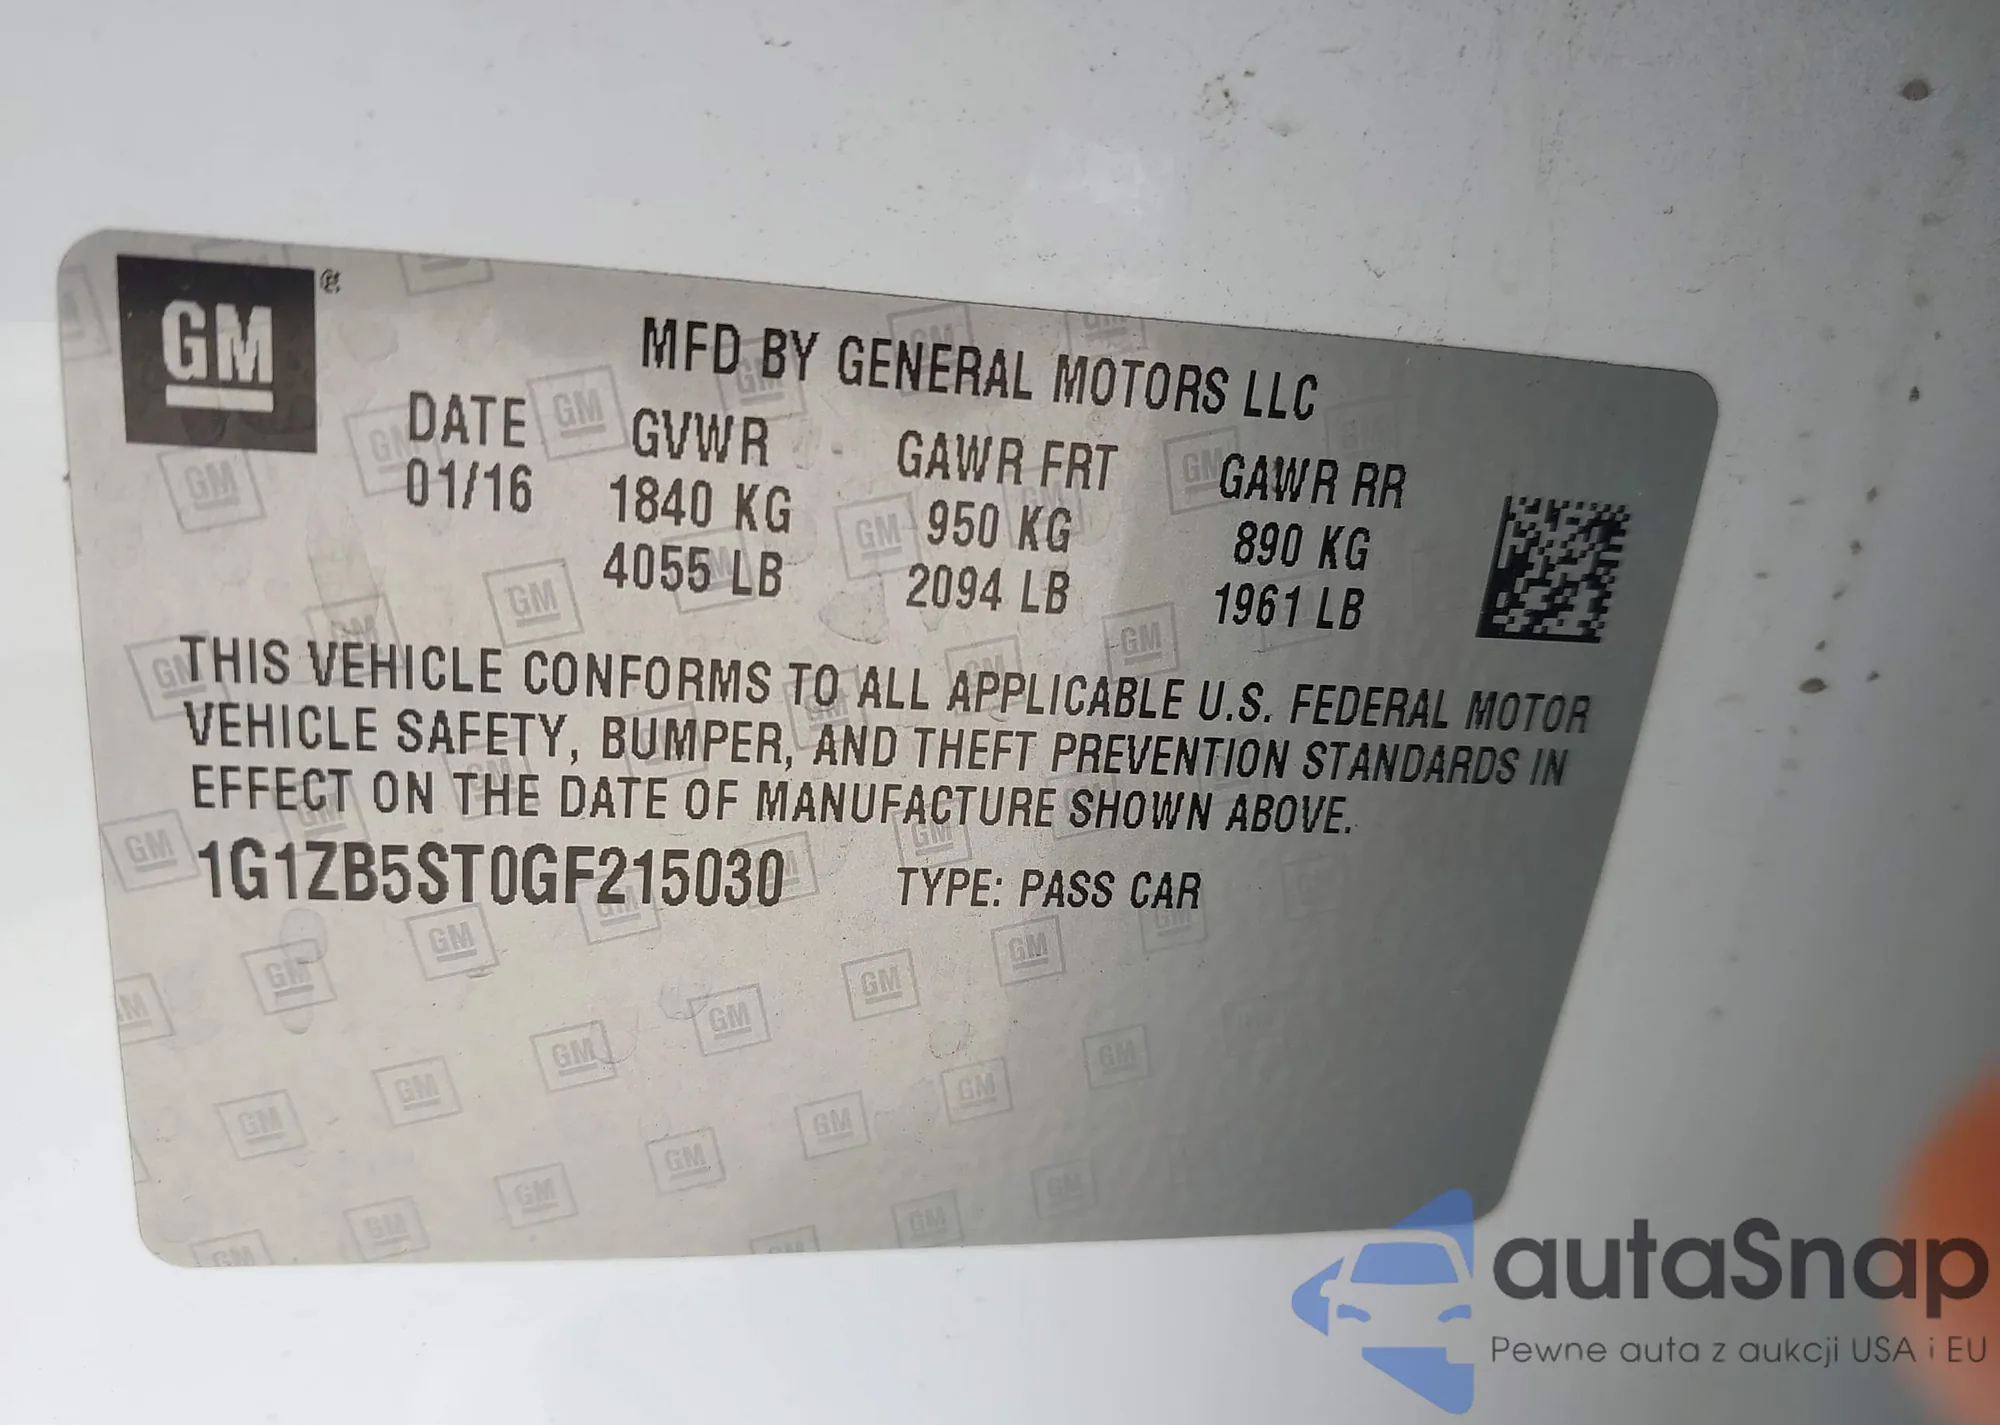 GM ®
MFD BY GENERAL MOTORS LLC
DATE GVWR GAWR FRT GAWR RR
01/16 1840 KG 950 KG 890 KG
4055 LB 2094 LB 1961 LB
THIS VEHICLE CONFORMS TO ALL APPLICABLE U.S. FEDERAL MOTOR
VEHICLE SAFETY, BUMPER, AND THEFT PREVENTION STANDARDS IN
EFFECT ON THE DATE OF MANUFACTURE SHOWN ABOVE.
1G1ZB5ST0GF215030 TYPE: PASS CAR
autaSnap
Pewne auta z aukcji USA i EU